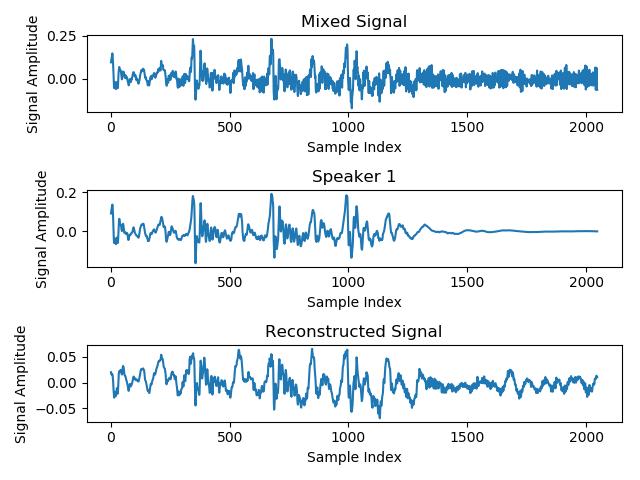 Mixed Signal
0.25
0.00
Signal Amplitude
0 500 1000 1500 2000
Sample Index
Speaker 1
0.2
0.0
Signal Amplitude
0 500 1000 1500 2000
Sample Index
Reconstructed Signal
0.05
0.00
−0.05
Signal Amplitude
0 500 1000 1500 2000
Sample Index